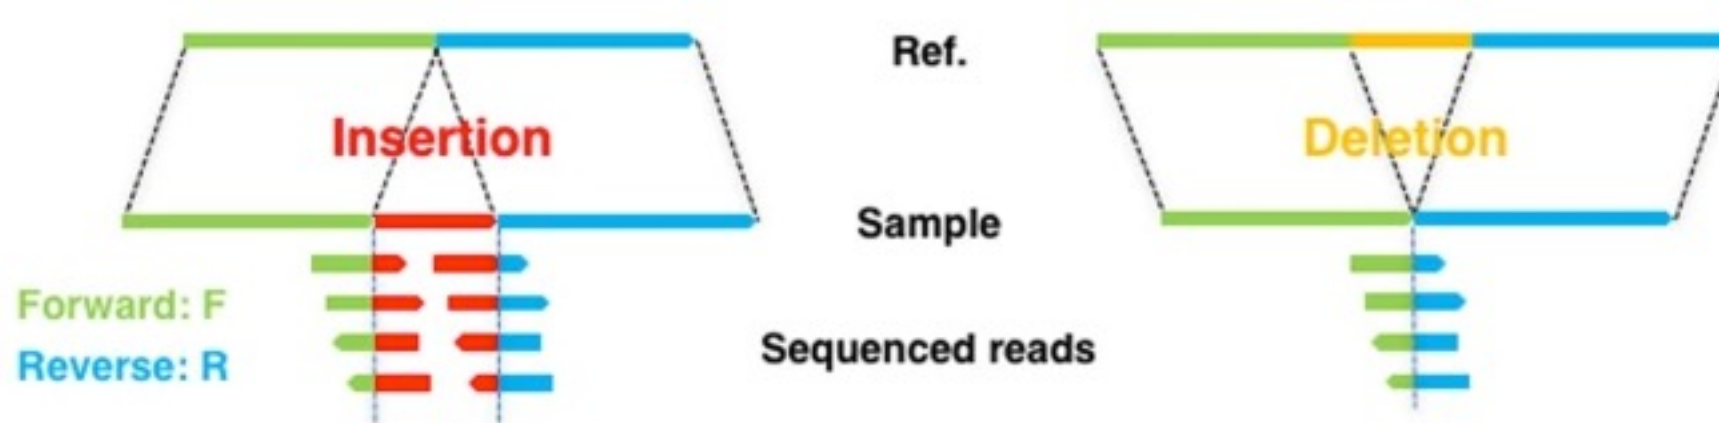 Ref.
Insertion
Deletion
Sample
Forward: F
Reverse: R
Sequenced reads